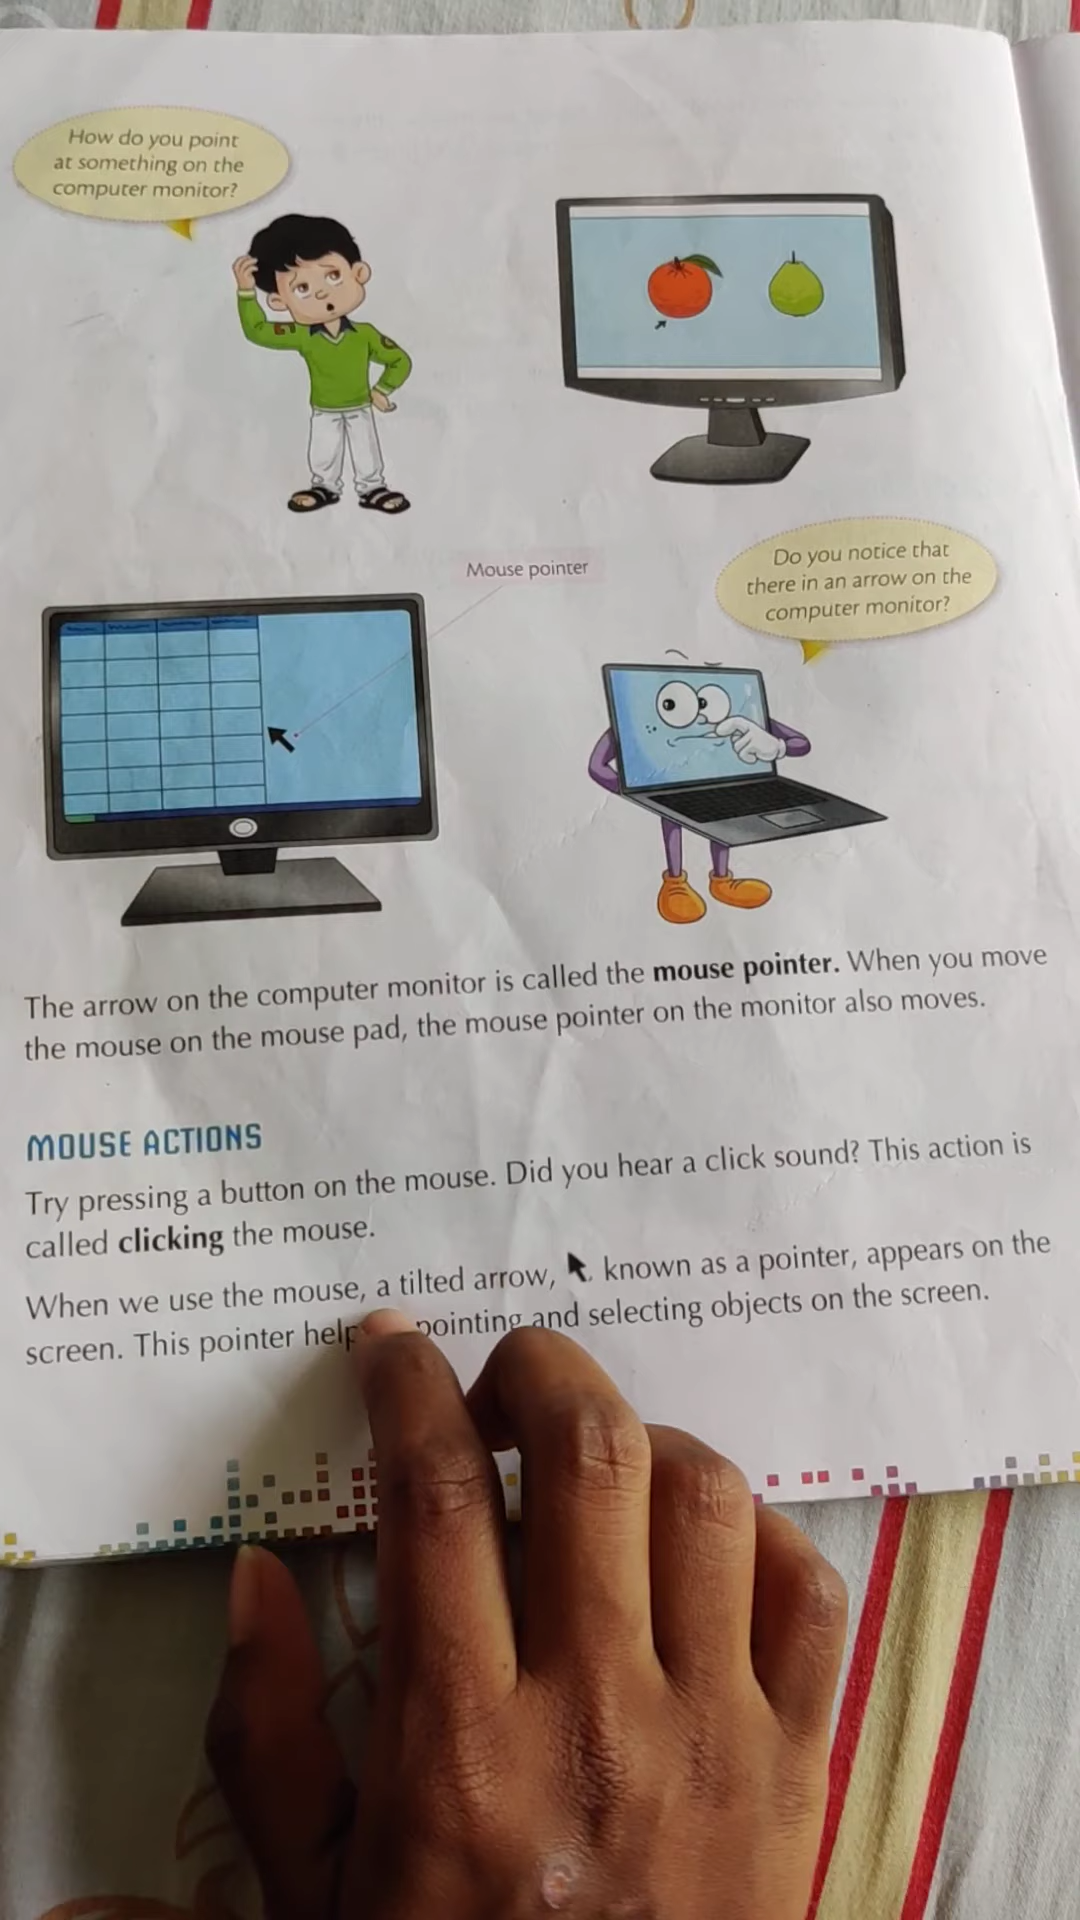 How do you point
at something on the
computer monitor?
Mouse pointer
Do you notice that
there in an arrow on the
computer monitor?
The arrow on the computer monitor is called the mouse pointer. When you move
the mouse on the mouse pad, the mouse pointer on the monitor also moves.
MOUSE ACTIONS
Try pressing a button on the mouse. Did you hear a click sound? This action is
called clicking the mouse.
When we use the mouse, a tilted arrow, known as a pointer, appears on the
screen. This pointer pointing and selecting objects on the screen.